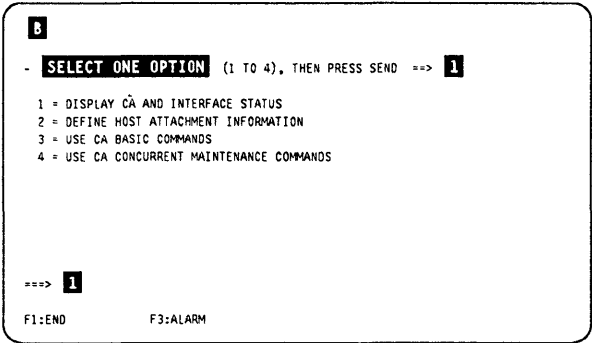 B
- SELECT ONE OPTION (1 TO 4), THEN PRESS SEND ==> 1
1 = DISPLAY CA AND INTERFACE STATUS
2 = DEFINE HOST ATTACHMENT INFORMATION
3 = USE CA BASIC COMMANDS
4 = USE CA CONCURRENT MAINTENANCE COMMANDS
===> 1
F1:END F3:ALARM